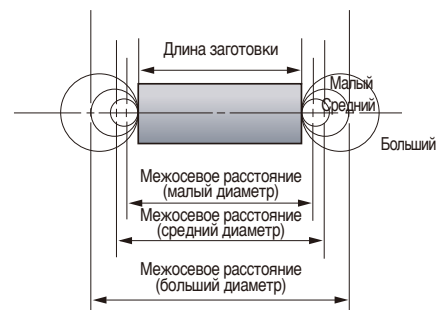 Длина заготовки
Малый
Средний
Больший
Межосевое расстояние
(малый диаметр)
Межосевое расстояние
(средний диаметр)
Межосевое расстояние
(больший диаметр)